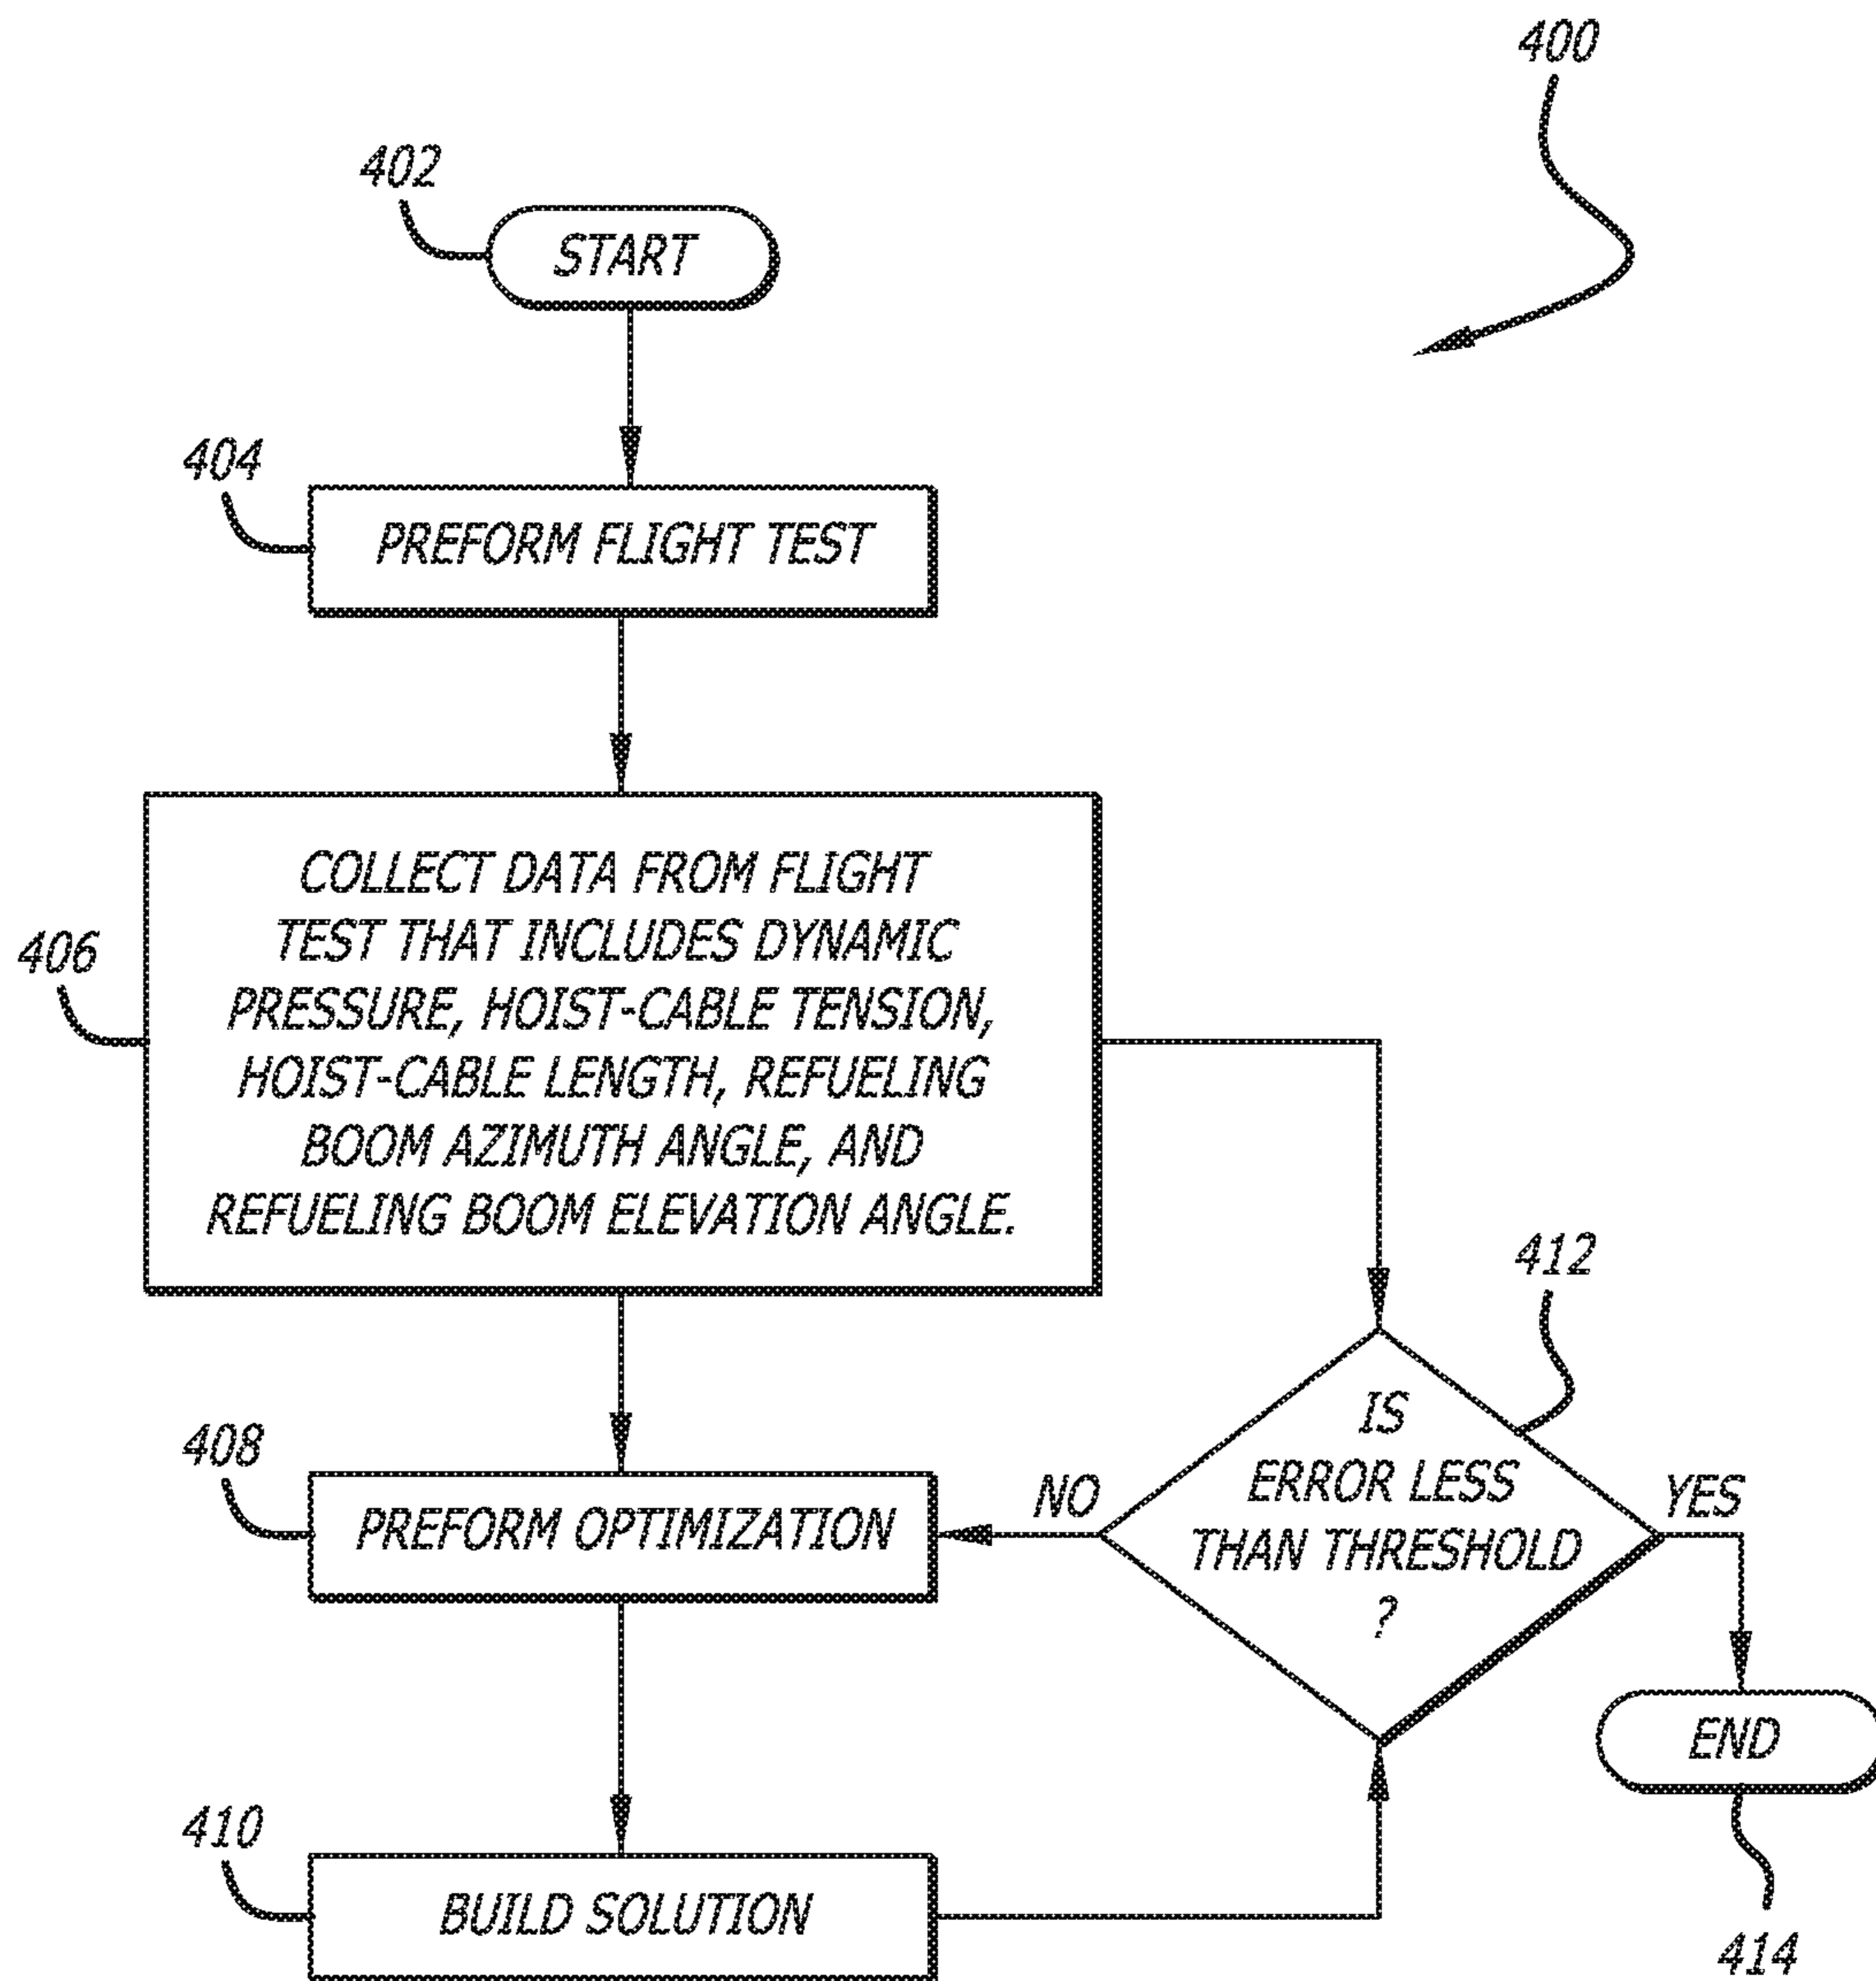 400
402
START
404
PREFORM FLIGHT TEST
406
COLLECT DATA FROM FLIGHT
TEST THAT INCLUDES DYNAMIC
PRESSURE, HOIST-CABLE TENSION,
HOIST-CABLE LENGTH, REFUELING
BOOM AZIMUTH ANGLE, AND
REFUELING BOOM ELEVATION ANGLE.
412
IS
ERROR LESS
THAN THRESHOLD
?
NO
YES
408
PREFORM OPTIMIZATION
END
414
410
BUILD SOLUTION